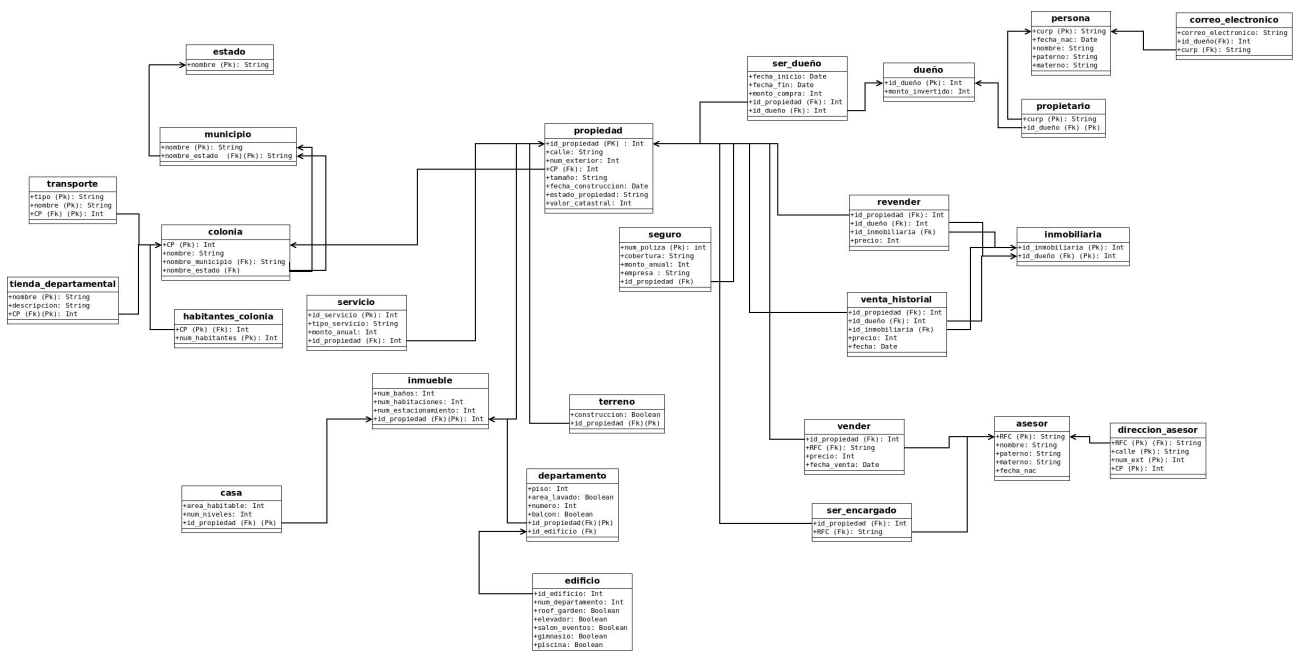 persona
+curp (Pk): String
+fecha_nac: Date
+nombre: String
+paterno: String
+materno: String
correo_electronico
+correo_electronico: String
+id_dueño(Fk): Int
+curp (Fk): String
estado
+nombre (Pk): String
ser_dueño
+fecha_inicio: Date
+fecha_fin: Date
+monto_compra: Int
+id_propiedad (Fk): Int
+id_dueño (Fk): Int
dueño
+id_dueño (Pk): Int
+monto_invertido: Int
propietario
+curp (Pk): String
+id_dueño (Fk) (Pk)
municipio
+nombre (Pk): String
+nombre_estado (Fk)(Pk): String
propiedad
+id_propiedad (PK) : Int
+calle: String
+num_exterior: Int
+CP (Fk): Int
+tamaño: String
+fecha_construccion: Date
+estado_propiedad: String
+valor_catastral: Int
transporte
+tipo (Pk): String
+nombre (Pk): String
+CP (Fk) (Pk): Int
revender
+id_propiedad (Fk): Int
+id_dueño (Fk): Int
+id_inmobiliaria (Fk)
+precio: Int
colonia
+CP (Pk): Int
+nombre: String
+nombre_municipio (Fk): String
+nombre_estado (Fk)
seguro
+num_poliza (Pk): int
+cobertura: String
+monto_anual: Int
+empresa : String
+id_propiedad (Fk)
inmobiliaria
+id_inmobiliaria (Pk): Int
+id_dueño (Fk) (Pk): Int
tienda_departamental
+nombre (Pk): String
+descripcion: String
+CP (Fk)(Pk): Int
habitantes_colonia
+CP (Pk) (Fk): Int
+num_habitantes (Pk): Int
servicio
+id_servicio (Pk): Int
+tipo_servicio: String
+monto_anual: Int
+id_propiedad (Fk): Int
venta_historial
+id_propiedad (Fk): Int
+id_dueño (Fk): Int
+id_inmobiliaria (Fk)
+precio: Int
+fecha: Date
inmueble
+num_baños: Int
+num_habitaciones: Int
+num_estacionamiento: Int
+id_propiedad (Fk)(Pk): Int
terreno
+construccion: Boolean
+id_propiedad (Fk)(Pk)
vender
+id_propiedad (Fk): Int
+RFC (Fk): String
+precio: Int
+fecha_venta: Date
asesor
+RFC (Pk): String
+nombre: String
+paterno: String
+materno: String
+fecha_nac
direccion_asesor
+RFC (Pk) (Fk): String
+calle (Pk): String
+num_ext (Pk): Int
+CP (Pk): Int
departamento
+piso: Int
+area_lavado: Boolean
+numero: Int
+balcon: Boolean
+id_propiedad(Fk)(Pk)
+id_edificio (Fk)
casa
+area_habitable: Int
+num_niveles: Int
+id_propiedad (Fk) (Pk)
ser_encargado
+id_propiedad (Fk): Int
+RFC (Fk): String
edificio
+id_edificio: Int
+num_departamento: Int
+roof_garden: Boolean
+elevador: Boolean
+salon_eventos: Boolean
+gimnasio: Boolean
+piscina: Boolean